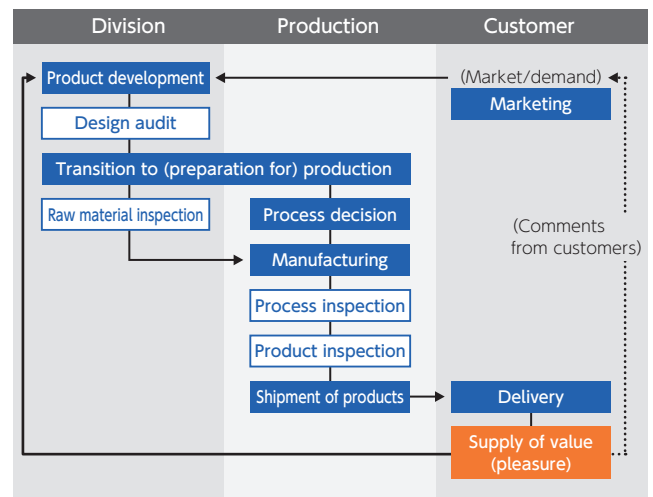 Division
Production
Customer
Product development
(Market/demand)
Marketing
Design audit
Transition to (preparation for) production
Raw material inspection
Process decision
(Comments
from customers)
Manufacturing
Process inspection
Product inspection
Shipment of products
Delivery
Supply of value
(pleasure)